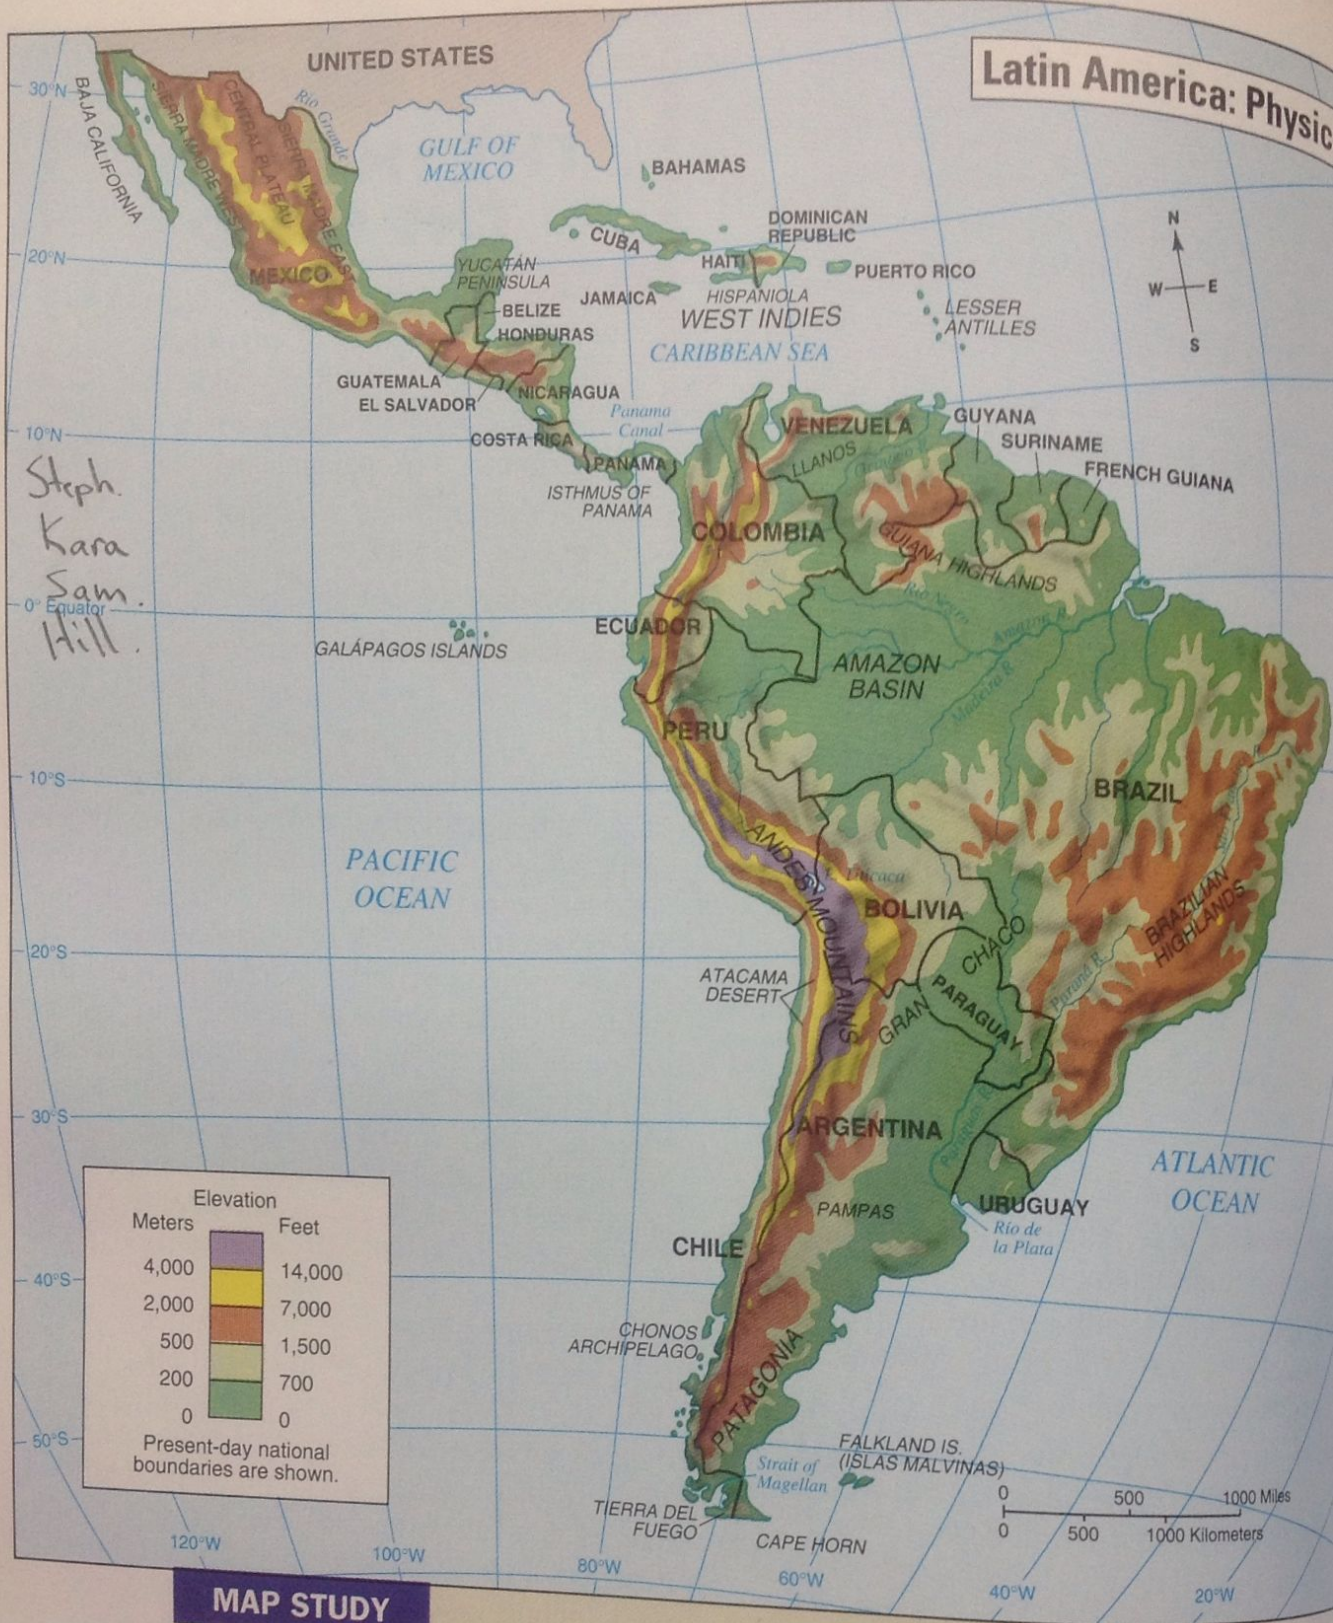 UNITED STATES
Latin America: Physic
30°N
BAJA CALIFORNIA
SIERRA MADRE WEST
CENTRAL PLATEAU
SIERRA MADRE EAST
Rio Grande
GULF OF
MEXICO
BAHAMAS
CUBA
DOMINICAN
REPUBLIC
HAITI
PUERTO RICO
N
W
E
S
20°N
MEXICO
YUCATÁN
PENINSULA
BELIZE
JAMAICA
HISPANIOLA
WEST INDIES
LESSER
ANTILLES
HONDURAS
CARIBBEAN SEA
GUATEMALA
EL SALVADOR
NICARAGUA
Panama
Canal
COSTA RICA
PANAMA
ISTHMUS OF
PANAMA
10°N
VENEZUELA
LLANOS
Orinoco R.
GUYANA
SURINAME
FRENCH GUIANA
Steph.
Kara
Sam.
Hill.
COLOMBIA
GUIANA HIGHLANDS
0° Equator
ECUADOR
GALÁPAGOS ISLANDS
Rio Negro
Amazon R.
Madeira R.
AMAZON
BASIN
PERU
10°S
BRAZIL
PACIFIC
OCEAN
ANDES MOUNTAINS
L. Titicaca
BOLIVIA
BRAZILIAN
HIGHLANDS
20°S
ATACAMA
DESERT
GRAN CHACO
PARAGUAY
Paraná R.
30°S
ARGENTINA
ATLANTIC
OCEAN
PAMPAS
URUGUAY
Río de
la Plata
CHILE
40°S
CHONOS
ARCHIPELAGO
PATAGONIA
50°S
FALKLAND IS.
(ISLAS MALVINAS)
Strait of
Magellan
TIERRA DEL
FUEGO
CAPE HORN
Elevation
Meters Feet
4,000 14,000
2,000 7,000
500 1,500
200 700
0 0
Present-day national
boundaries are shown.
0 500 1000 Miles
0 500 1000 Kilometers
120°W
100°W
80°W
60°W
40°W
20°W
MAP STUDY